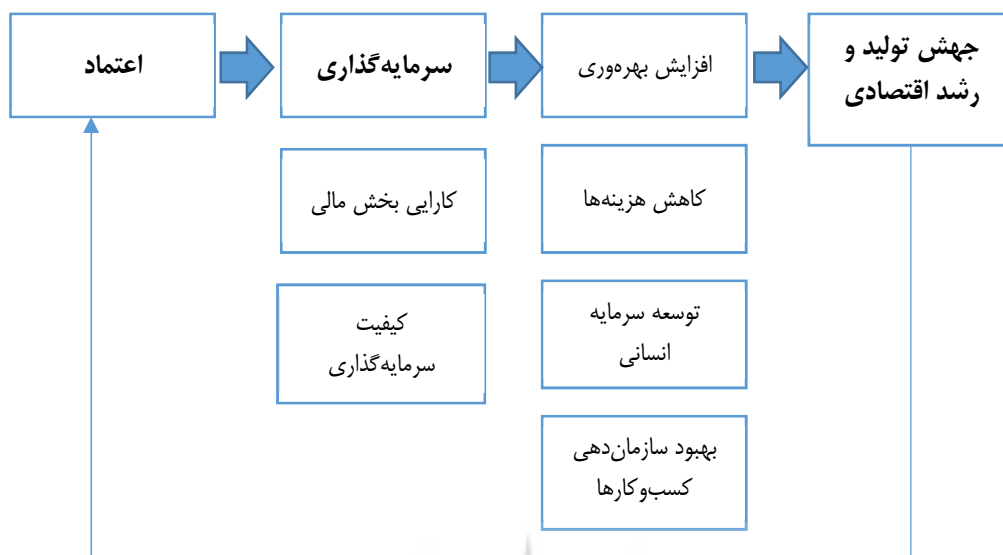 اعتماد
سرمایه‌گذاری
افزایش بهره‌وری
جهش تولید و
رشد اقتصادی
کارایی بخش مالی
کاهش هزینه‌ها
کیفیت
سرمایه‌گذاری
توسعه سرمایه
انسانی
بهبود سازمان‌دهی
کسب‌وکارها